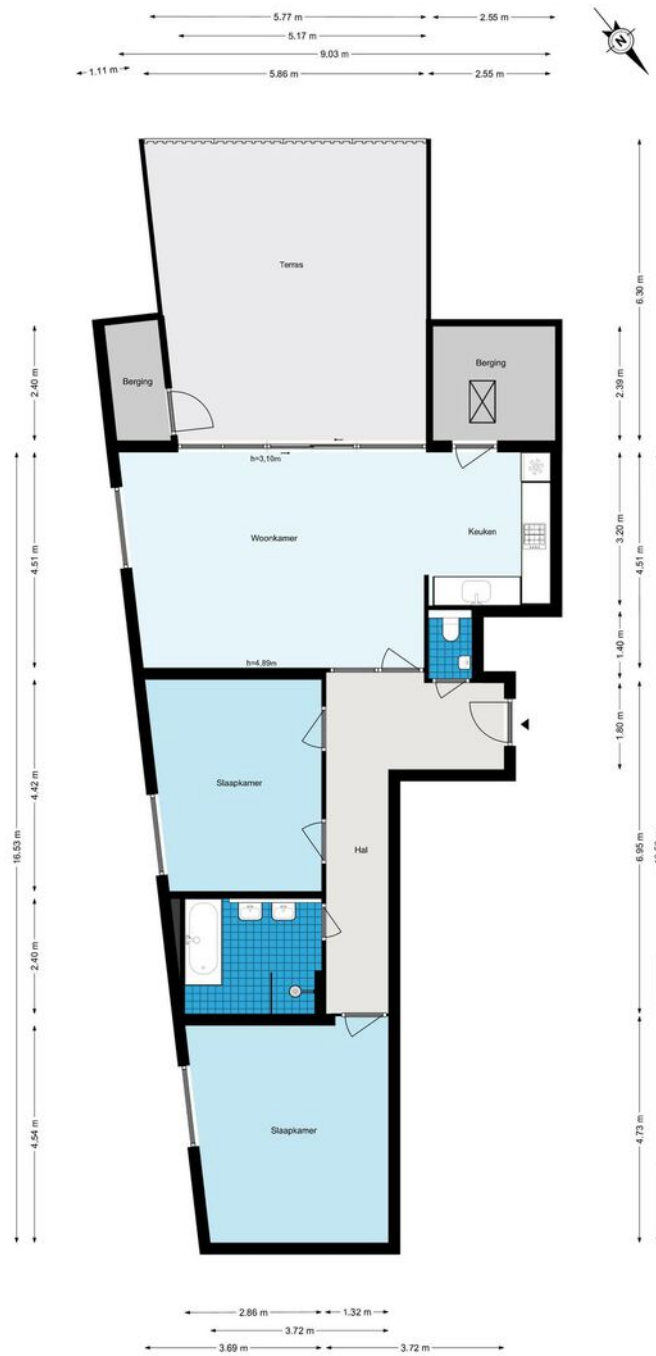 5.77 m
2.55 m
5.17 m
9.03 m
1.11 m
5.86 m
2.55 m
N
Terras
6.30 m
2.40 m
Berging
Berging
2.39 m
h=3,10m
Woonkamer
Keuken
3.20 m
4.51 m
4.51 m
1.40 m
h=4,89m
1.80 m
Slaapkamer
4.42 m
Hal
16.53 m
6.95 m
2.40 m
Slaapkamer
4.54 m
4.73 m
2.86 m
1.32 m
3.72 m
3.69 m
3.72 m